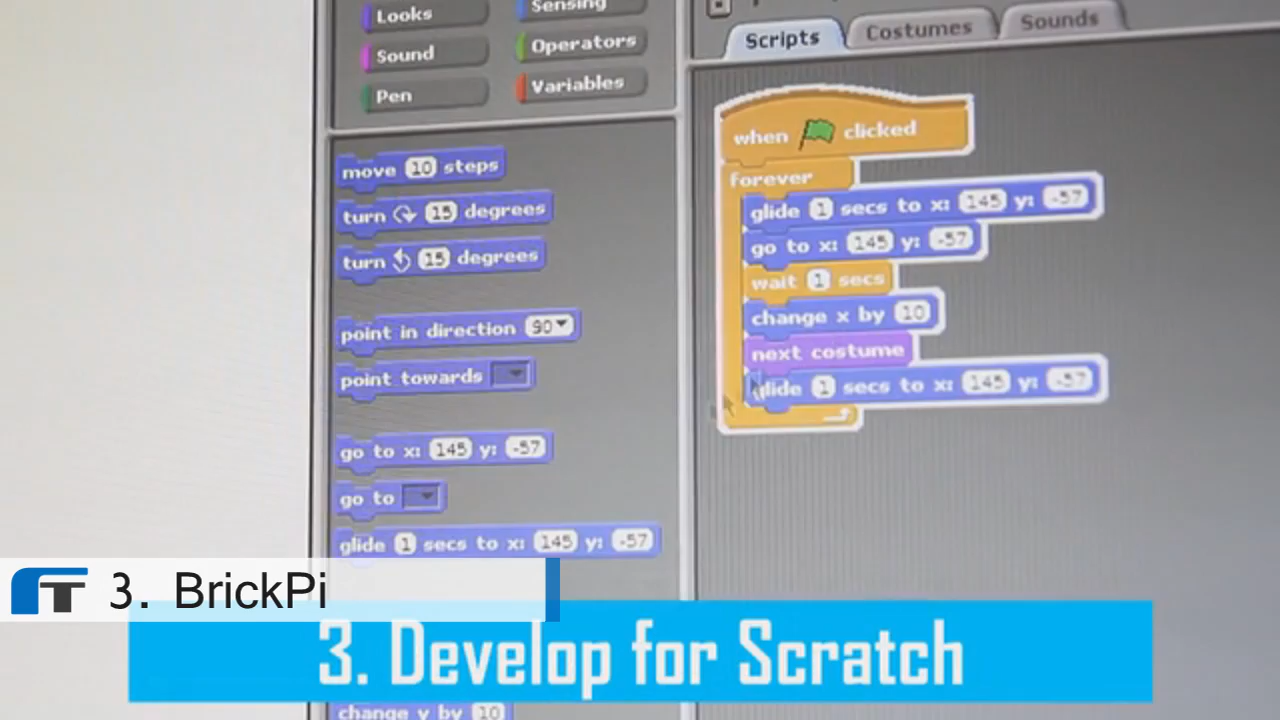 Looks
Sensing
Sound
Operators
Pen
Variables
Scripts
Costumes
Sounds
move 10 steps
turn 15 degrees
turn 15 degrees
point in direction 90
point towards
go to x: 145 y: -57
go to
glide 1 secs to x: 145 y: -57
change y by 10
when clicked
forever
glide 1 secs to x: 145 y: -57
go to x: 145 y: -57
wait 1 secs
change x by 10
next costume
glide 1 secs to x: 145 y: -57
FT 3. BrickPi
3. Develop for Scratch